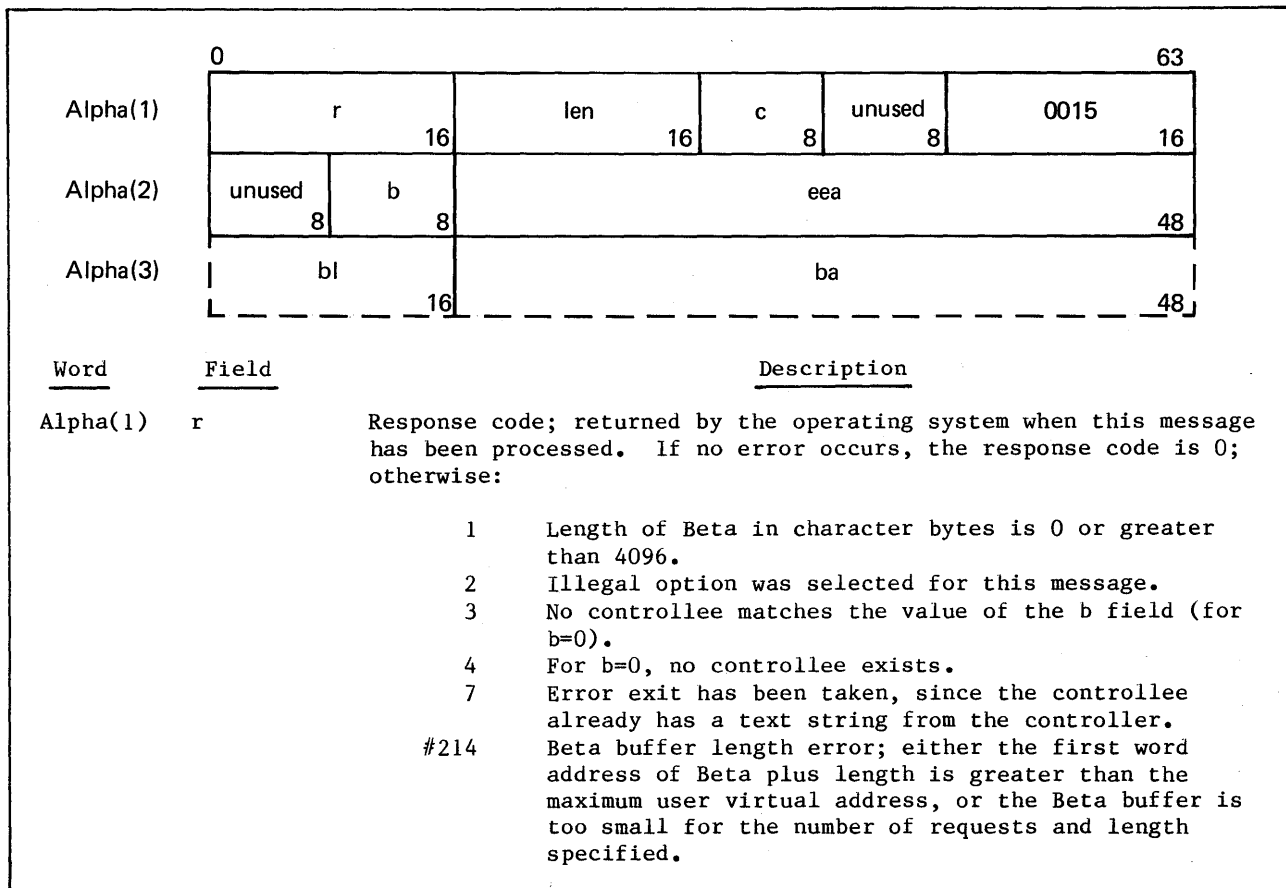 0 63
Alpha(1) r 16 len 16 c 8 unused 8 0015 16
Alpha(2) unused 8 b 8 eea 48
Alpha(3) bl 16 ba 48
Word Field Description
Alpha(1) r Response code; returned by the operating system when this message
has been processed. If no error occurs, the response code is 0;
otherwise:
1 Length of Beta in character bytes is 0 or greater
than 4096.
2 Illegal option was selected for this message.
3 No controllee matches the value of the b field (for
b=0).
4 For b=0, no controllee exists.
7 Error exit has been taken, since the controllee
already has a text string from the controller.
#214 Beta buffer length error; either the first word
address of Beta plus length is greater than the
maximum user virtual address, or the Beta buffer is
too small for the number of requests and length
specified.